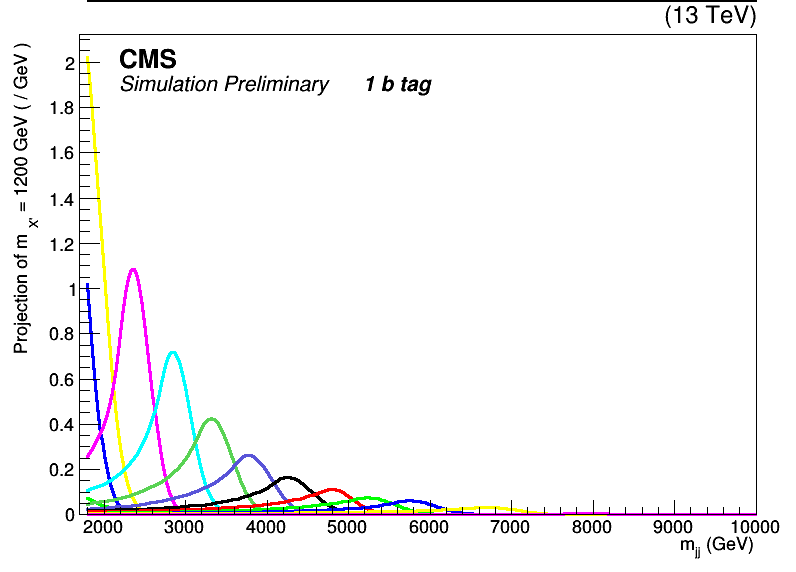 (13 TeV)
CMS
Simulation Preliminary 1 b tag
Projection of m_X' = 1200 GeV ( / GeV )
2
1.8
1.6
1.4
1.2
1
0.8
0.6
0.4
0.2
0
2000 3000 4000 5000 6000 7000 8000 9000 10000
m_jj (GeV)